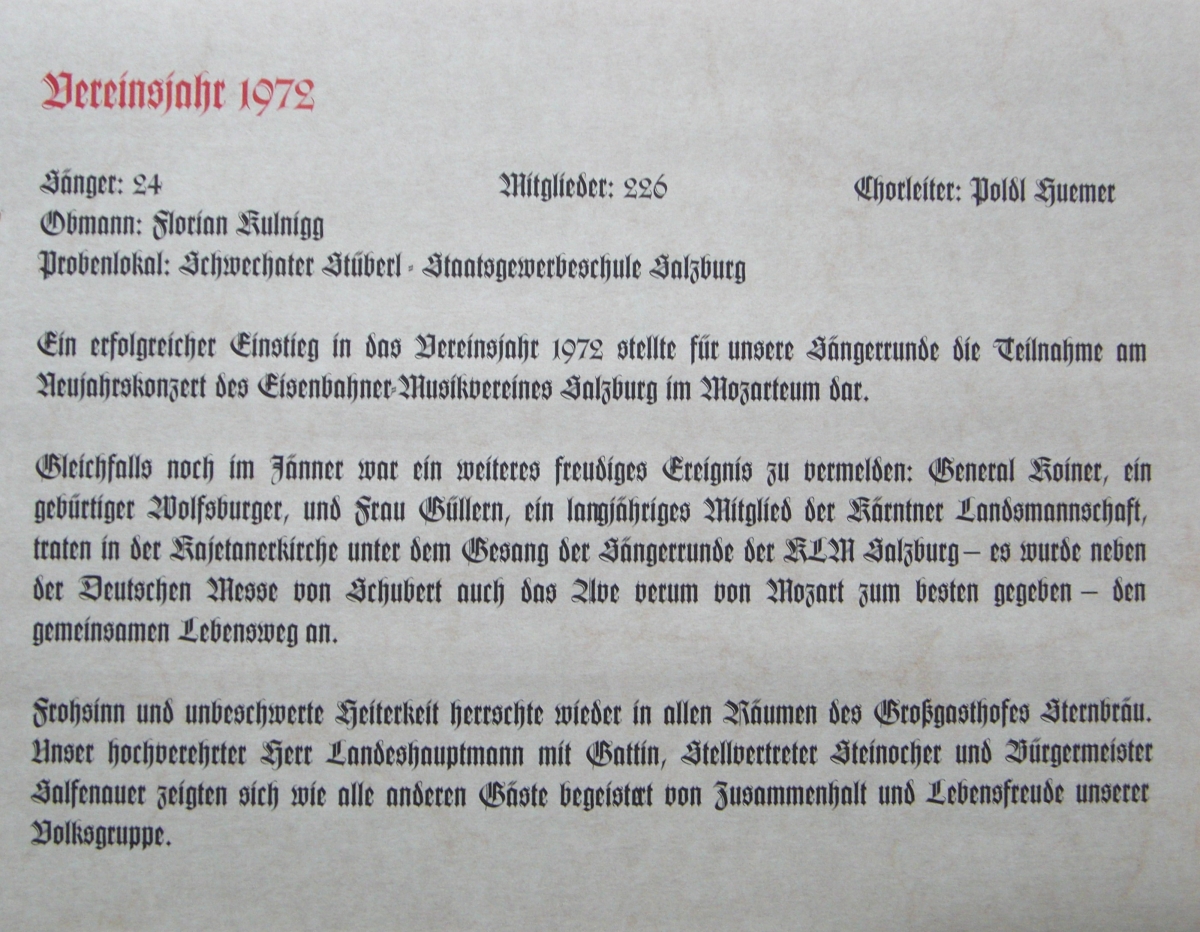 Vereinsjahr 1972
Sänger: 24 Mitglieder: 226 Chorleiter: Poldl Huemer
Obmann: Florian Kulnigg
Probenlokal: Schwechater Stüberl - Staatsgewerbeschule Salzburg
Ein erfolgreicher Einstieg in das Vereinsjahr 1972 stellte für unsere Sängerrunde die Teilnahme am
Neujahrskonzert des Eisenbahner-Musikvereines Salzburg im Mozarteum dar.
Gleichfalls noch im Jänner war ein weiteres freudiges Ereignis zu vermelden: General Koiner, ein
gebürtiger Wolfsburger, und Frau Güllern, ein langjähriges Mitglied der Kärntner Landsmannschaft,
traten in der Kajetanerkirche unter dem Gesang der Sängerrunde der KLM Salzburg – es wurde neben
der Deutschen Messe von Schubert auch das Ave verum von Mozart zum besten gegeben – den
gemeinsamen Lebensweg an.
Frohsinn und unbeschwerte Heiterkeit herrschte wieder in allen Räumen des Großgasthofes Sternbräu.
Unser hochverehrter Herr Landeshauptmann mit Gattin, Stellvertreter Steinocher und Bürgermeister
Salfenauer zeigten sich wie alle anderen Gäste begeistert von Zusammenhalt und Lebensfreude unserer
Volksgruppe.